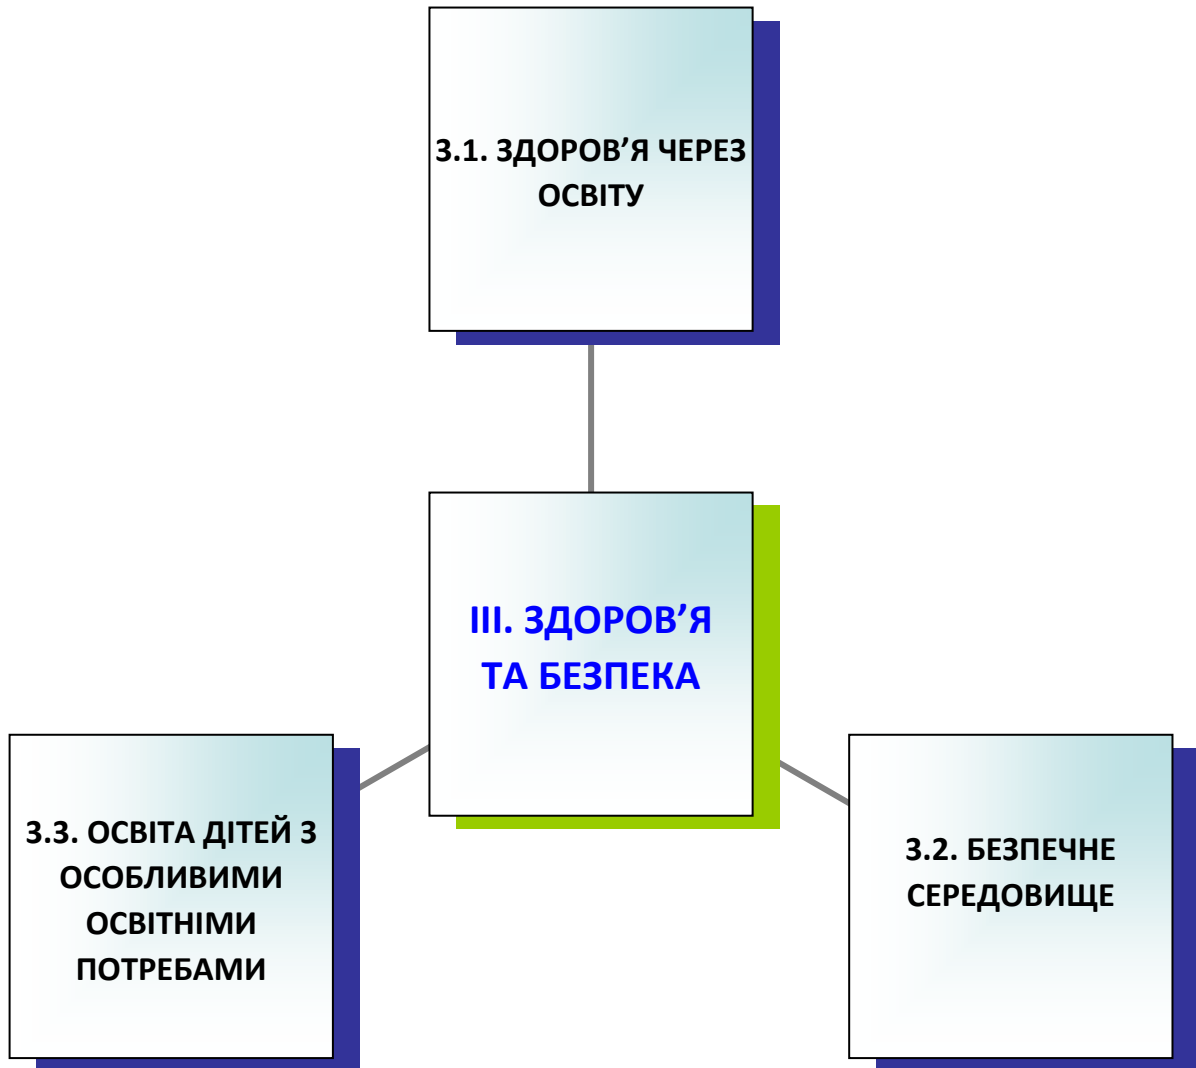 3.1. ЗДОРОВ’Я ЧЕРЕЗ
ОСВІТУ
ІІІ. ЗДОРОВ’Я
ТА БЕЗПЕКА
3.3. ОСВІТА ДІТЕЙ З
ОСОБЛИВИМИ
ОСВІТНІМИ
ПОТРЕБАМИ
3.2. БЕЗПЕЧНЕ
СЕРЕДОВИЩЕ